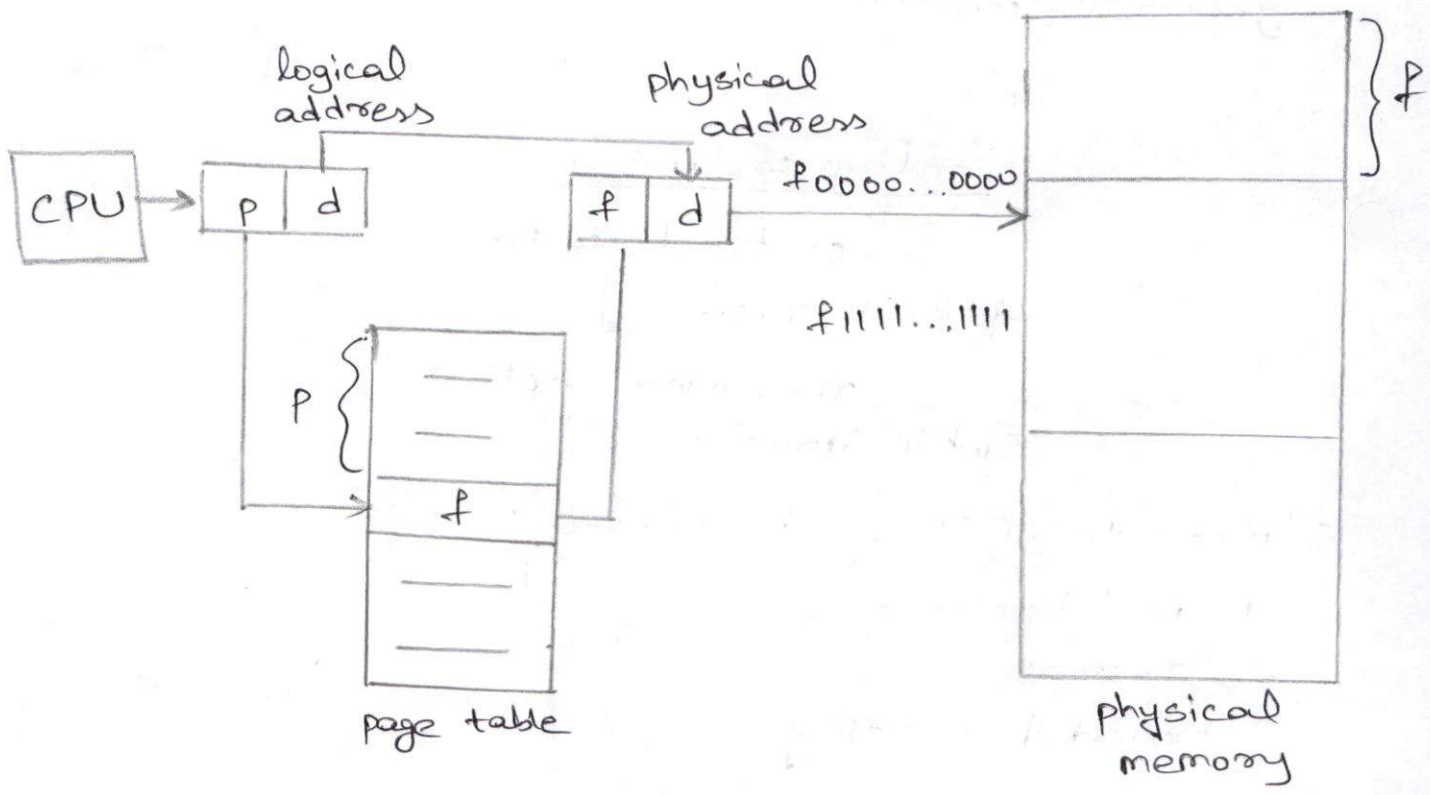 logical
address
physical
address
f
CPU
p
d
f
d
f0000...0000
f1111...1111
p
f
page table
physical
memory